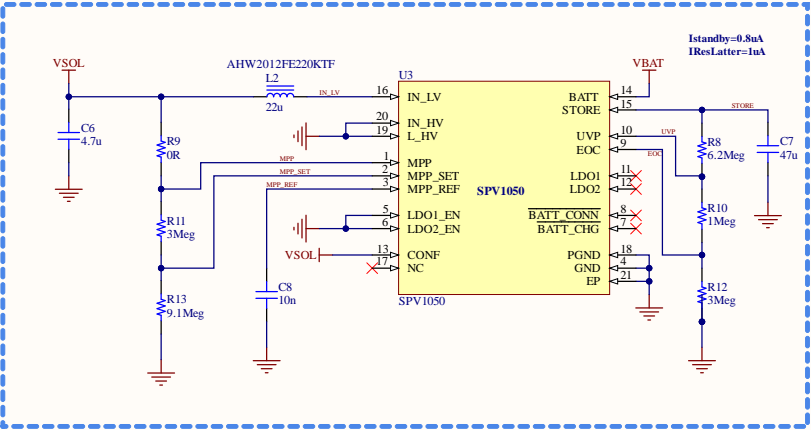 Istandby=0.8uA
IResLatter=1uA
VSOL
AHW2012FE220KTF
L2
22u
IN_LV
U3
VBAT
C6
4.7u
R9
0R
MPP
MPP_SET
MPP_REF
R11
3Meg
R13
9.1Meg
C8
10n
VSOL
16 IN_LV
20 IN_HV
19 L_HV
1 MPP
2 MPP_SET
3 MPP_REF
5 LDO1_EN
6 LDO2_EN
13 CONF
17 NC
SPV1050
BATT 14
STORE 15
UVP 10
EOC 9
LDO1 11
LDO2 12
BATT_CONN 8
BATT_CHG 7
PGND 18
GND 4
EP 21
SPV1050
STORE
UVP
EOC
R8
6.2Meg
C7
47u
R10
1Meg
R12
3Meg